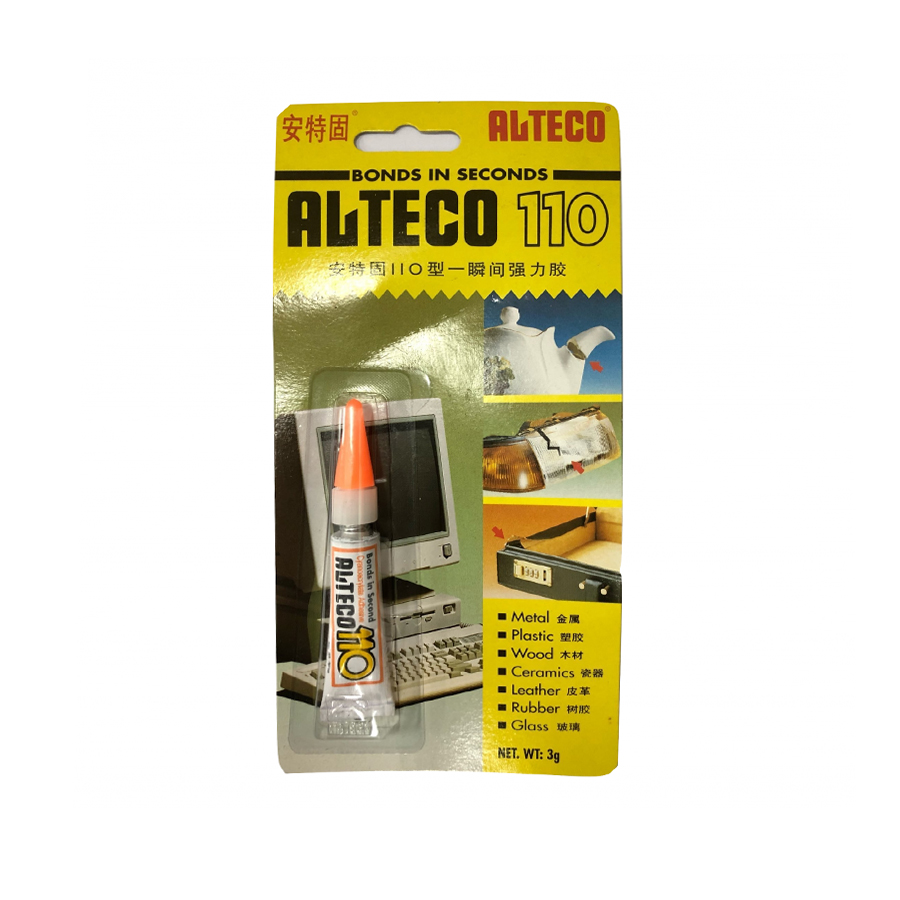 安特固®
ALTECO®
BONDS IN SECONDS
ALTECO 110
安特固110型一瞬间强力胶
Bonds in Second
Cyanoacrylate Adhesive
ALTECO 110
Metal 金属
Plastic 塑胶
Wood 木材
Ceramics 瓷器
Leather 皮革
Rubber 树胶
Glass 玻璃
NET. WT: 3g